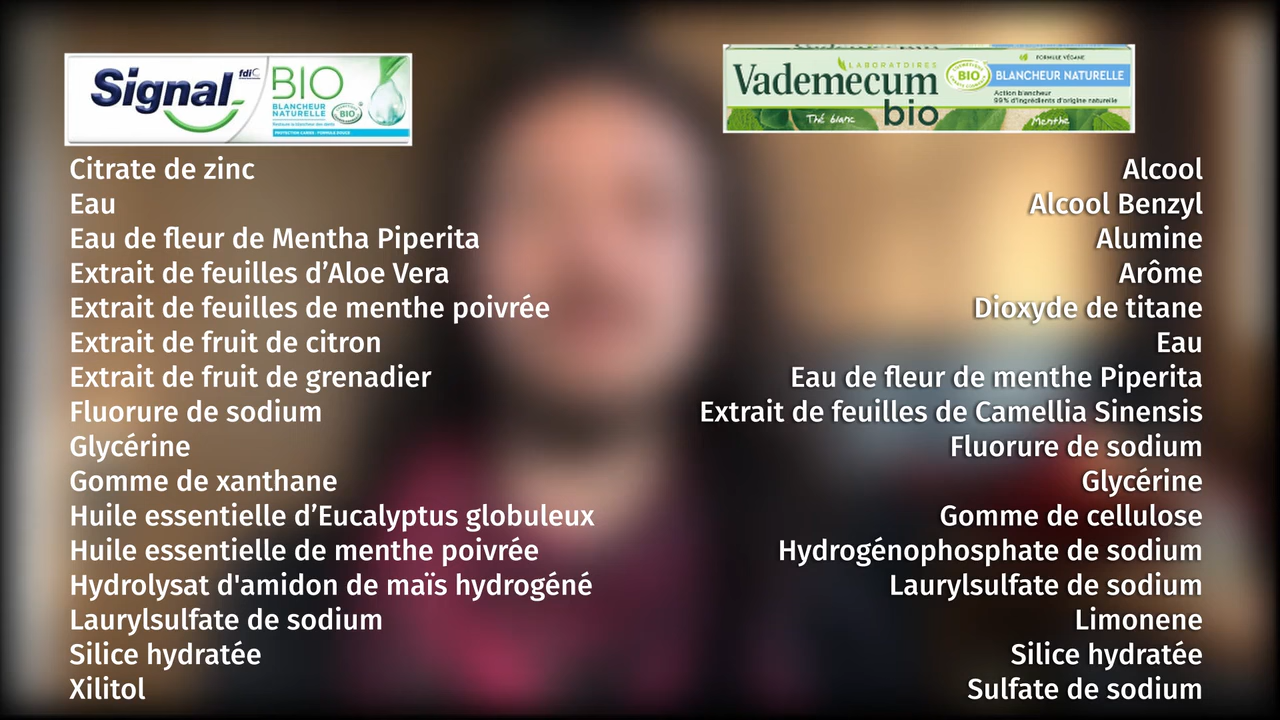 Signal fdi
BIO
BLANCHEUR
NATURELLE
BIO
PROTECTION CARIES · FORMULE DOUCE
LABORATOIRES
Vademecum
bio
BIO
FORMULE VÉGANE
BLANCHEUR NATURELLE
Action blancheur
99% d'ingrédients d'origine naturelle
Thé blanc
Menthe
Citrate de zinc
Eau
Eau de fleur de Mentha Piperita
Extrait de feuilles d’Aloe Vera
Extrait de feuilles de menthe poivrée
Extrait de fruit de citron
Extrait de fruit de grenadier
Fluorure de sodium
Glycérine
Gomme de xanthane
Huile essentielle d’Eucalyptus globuleux
Huile essentielle de menthe poivrée
Hydrolysat d'amidon de maïs hydrogéné
Laurylsulfate de sodium
Silice hydratée
Xilitol
Alcool
Alcool Benzyl
Alumine
Arôme
Dioxyde de titane
Eau
Eau de fleur de menthe Piperita
Extrait de feuilles de Camellia Sinensis
Fluorure de sodium
Glycérine
Gomme de cellulose
Hydrogénophosphate de sodium
Laurylsulfate de sodium
Limonene
Silice hydratée
Sulfate de sodium